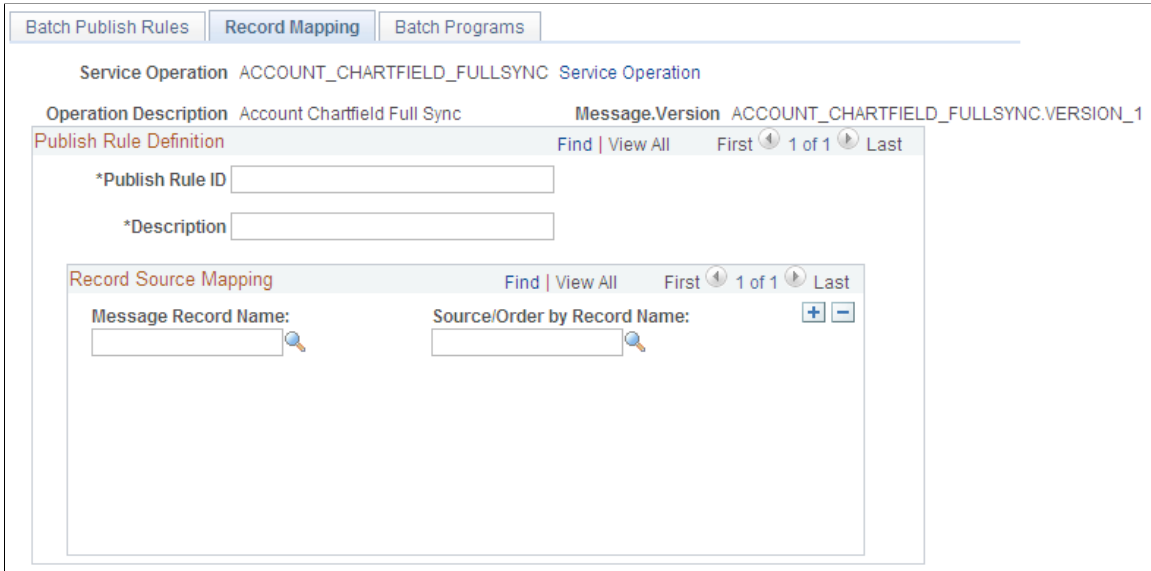 Batch Publish Rules Record Mapping Batch Programs
Service Operation ACCOUNT_CHARTFIELD_FULLSYNC Service Operation
Operation Description Account Chartfield Full Sync Message.Version ACCOUNT_CHARTFIELD_FULLSYNC.VERSION_1
Publish Rule Definition Find | View All First 1 of 1 Last
*Publish Rule ID
*Description
Record Source Mapping Find | View All First 1 of 1 Last
Message Record Name: Source/Order by Record Name: